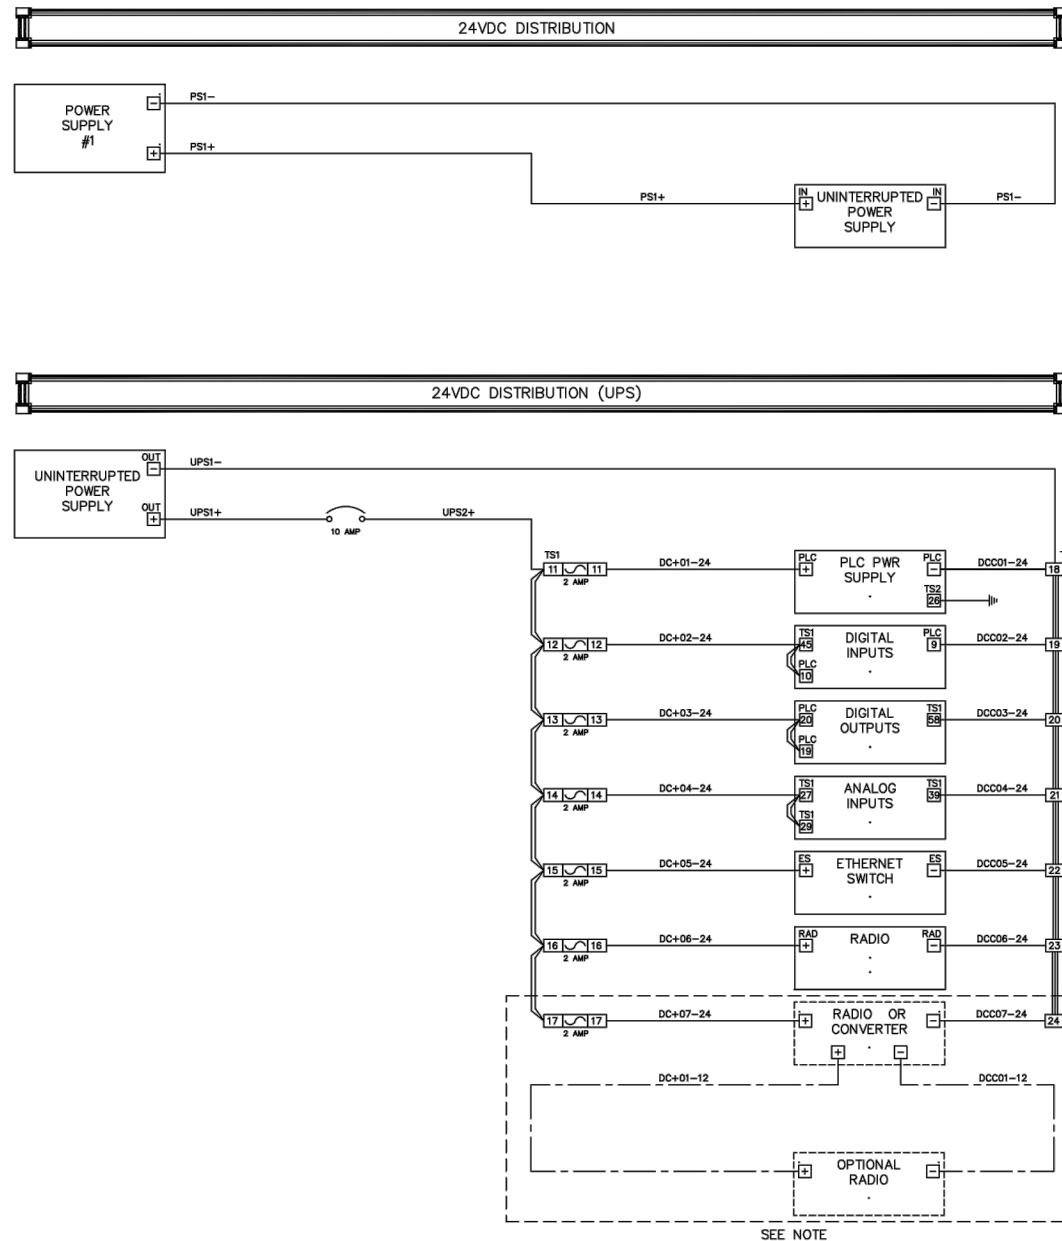 24VDC DISTRIBUTION
POWER
SUPPLY
#1
-
PS1-
+
PS1+
PS1+
IN
+
UNINTERRUPTED
POWER
SUPPLY
IN
-
PS1-
24VDC DISTRIBUTION (UPS)
UNINTERRUPTED
POWER
SUPPLY
OUT
-
UPS1-
OUT
+
UPS1+
10 AMP
UPS2+
TS1
11 11
2 AMP
DC+01-24
PLC
+
PLC PWR
SUPPLY
PLC
-
DCC01-24
18
TS2
26
12 12
2 AMP
DC+02-24
TS1
45
PLC
10
DIGITAL
INPUTS
PLC
9
DCC02-24
19
13 13
2 AMP
DC+03-24
PLC
20
PLC
19
DIGITAL
OUTPUTS
TS1
58
DCC03-24
20
14 14
2 AMP
DC+04-24
TS1
27
TS1
29
ANALOG
INPUTS
TS1
39
DCC04-24
21
15 15
2 AMP
DC+05-24
ES
+
ETHERNET
SWITCH
ES
-
DCC05-24
22
16 16
2 AMP
DC+06-24
RAD
+
RADIO
RAD
-
DCC06-24
23
17 17
2 AMP
DC+07-24
+
RADIO OR
CONVERTER
-
DCC07-24
24
+
-
DC+01-12
DCC01-12
+
OPTIONAL
RADIO
-
SEE NOTE